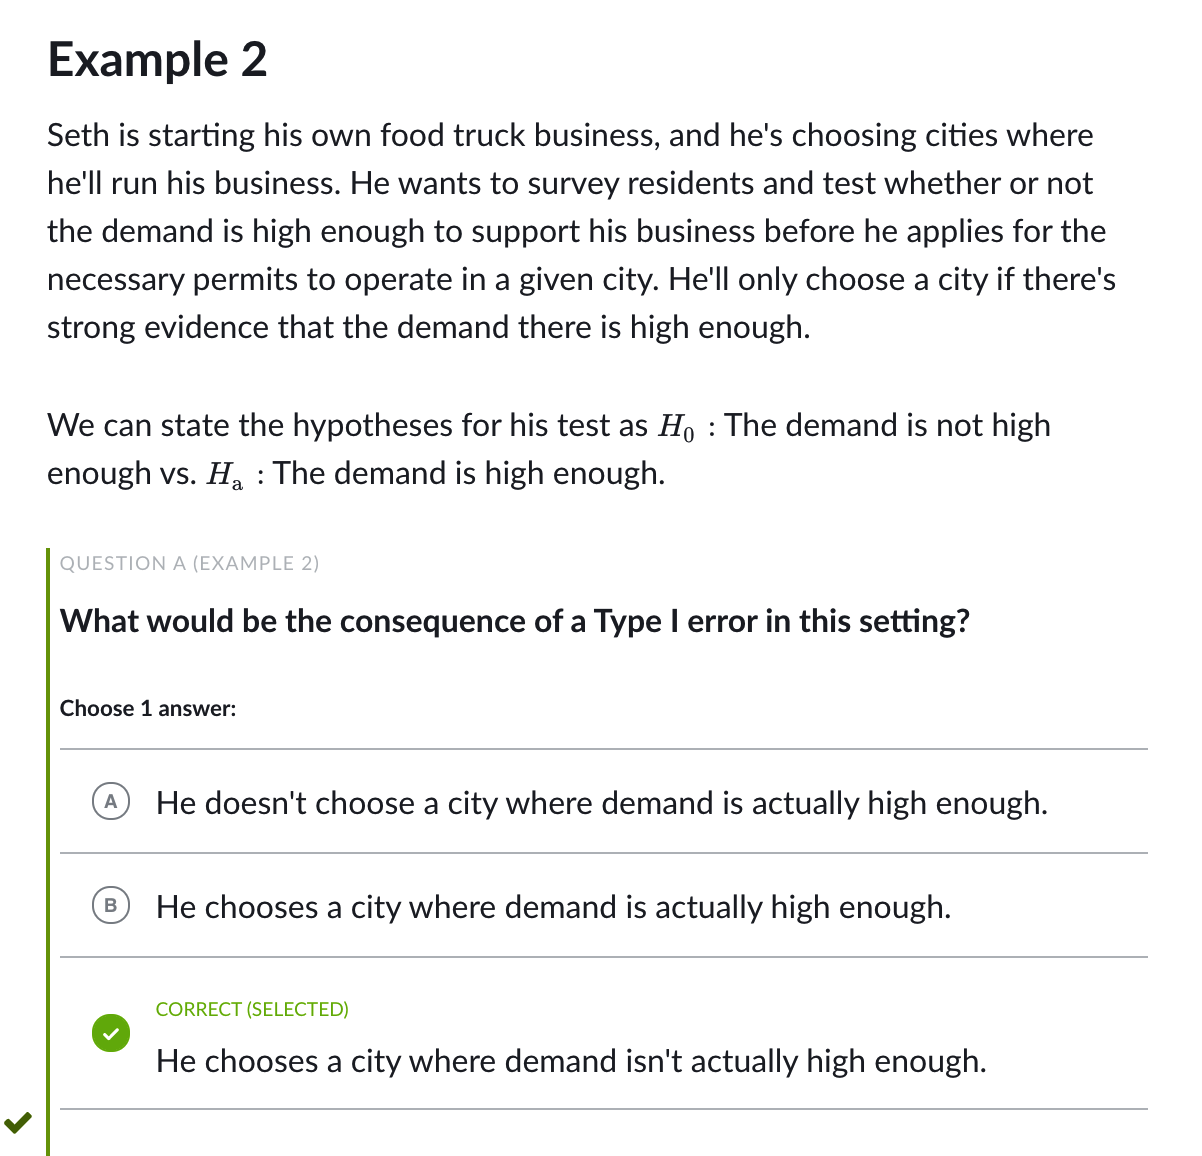 Example 2
Seth is starting his own food truck business, and he's choosing cities where
he'll run his business. He wants to survey residents and test whether or not
the demand is high enough to support his business before he applies for the
necessary permits to operate in a given city. He'll only choose a city if there's
strong evidence that the demand there is high enough.
We can state the hypotheses for his test as H₀ : The demand is not high
enough vs. Hₐ : The demand is high enough.
QUESTION A (EXAMPLE 2)
What would be the consequence of a Type I error in this setting?
Choose 1 answer:
A He doesn't choose a city where demand is actually high enough.
B He chooses a city where demand is actually high enough.
CORRECT (SELECTED)
He chooses a city where demand isn't actually high enough.